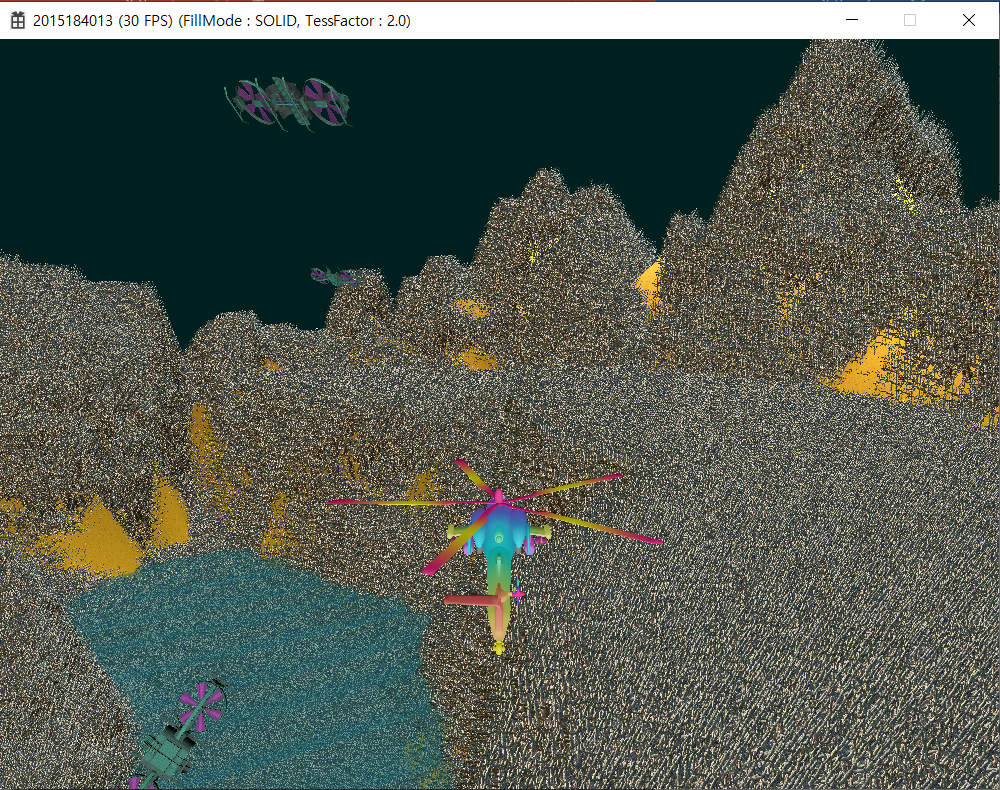 2015184013 (30 FPS) (FillMode : SOLID, TessFactor : 2.0)